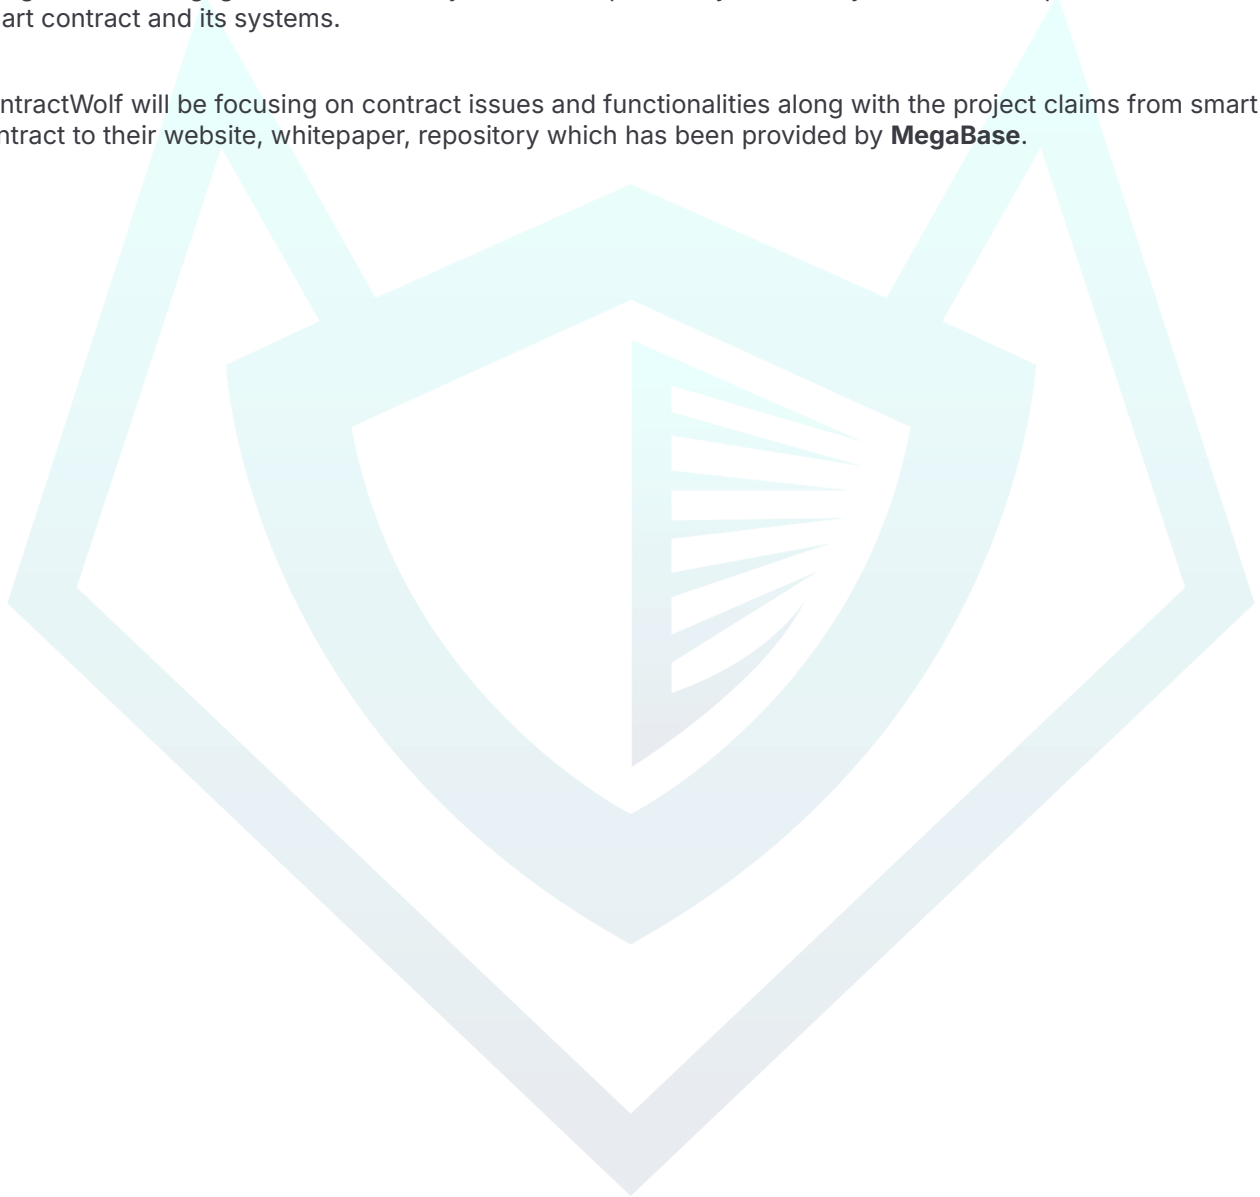 art contract and its systems.
ntractWolf will be focusing on contract issues and functionalities along with the project claims from smart
ntract to their website, whitepaper, repository which has been provided by MegaBase.